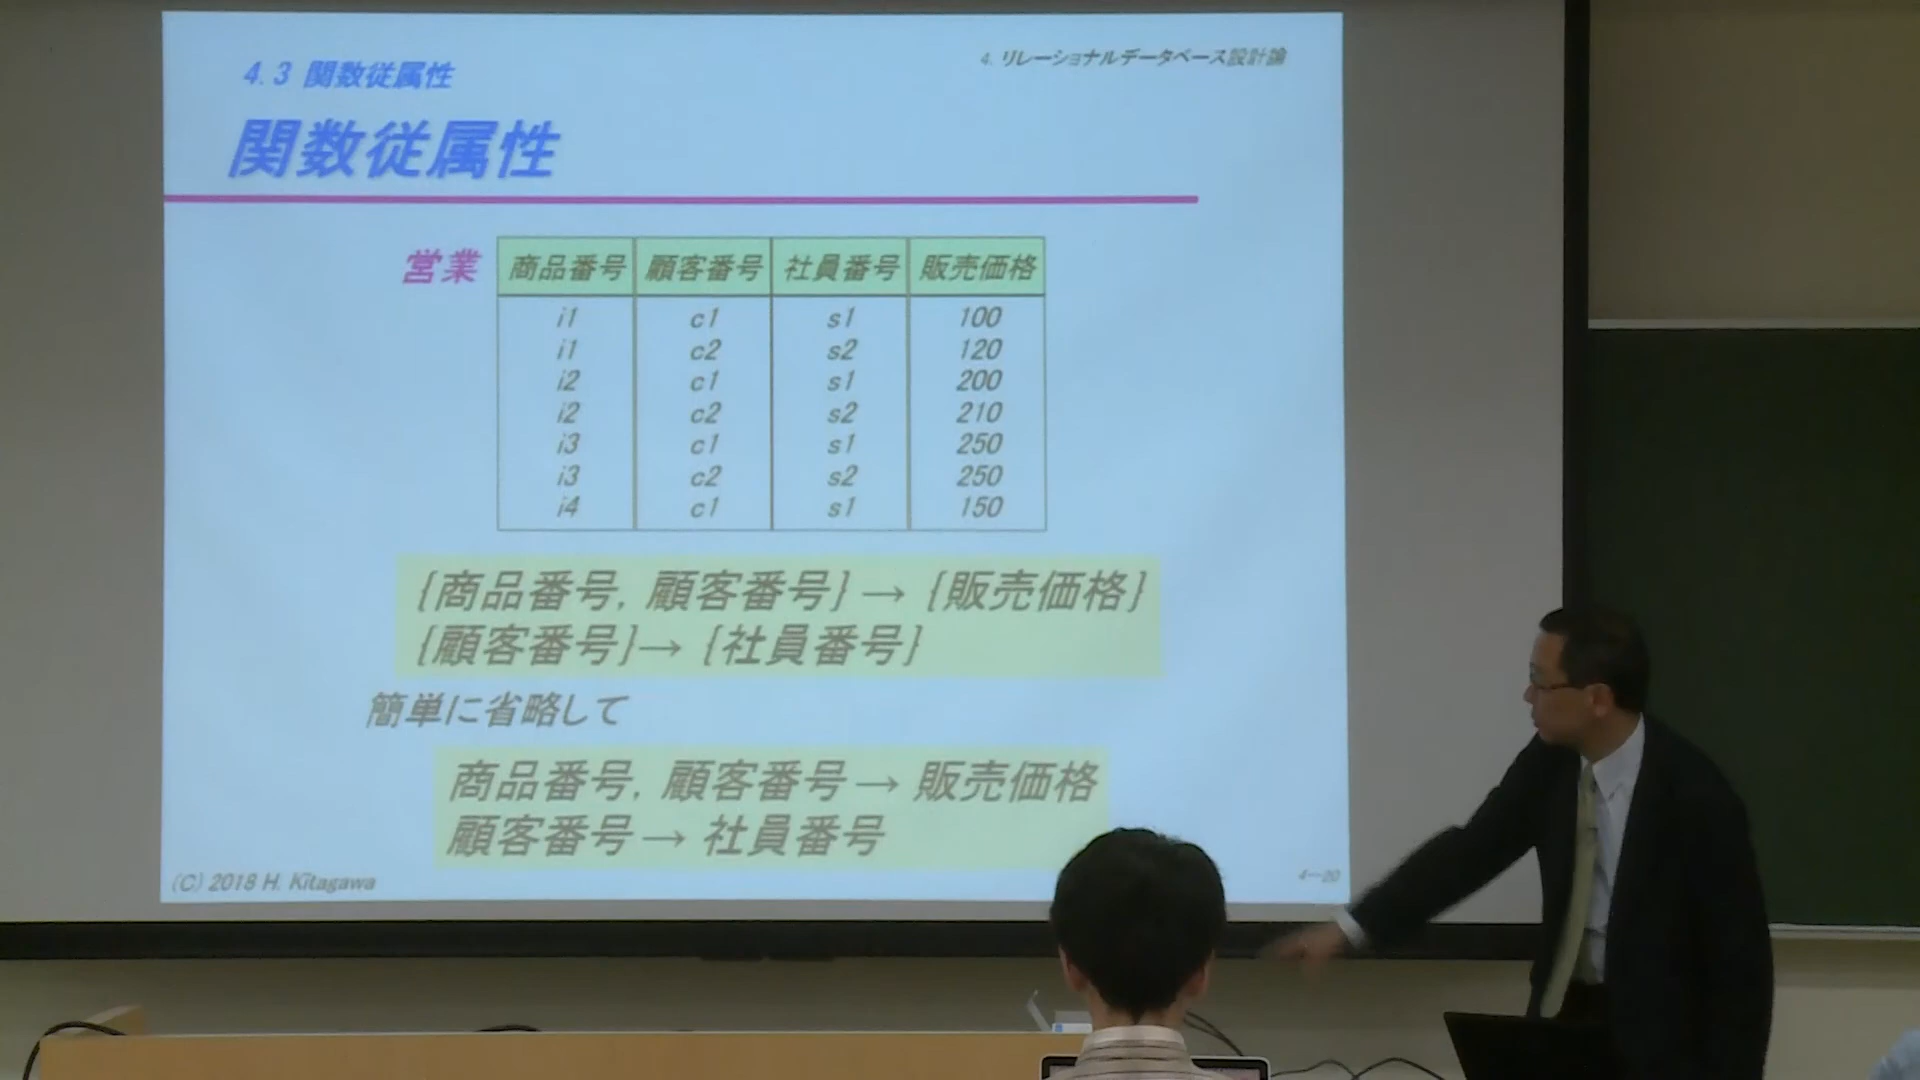 4. リレーショナルデータベース設計論
4.3 関数従属性
関数従属性
営業
商品番号 顧客番号 社員番号 販売価格
i1 c1 s1 100
i1 c2 s2 120
i2 c1 s1 200
i2 c2 s2 210
i3 c1 s1 250
i3 c2 s2 250
i4 c1 s1 150
{商品番号, 顧客番号} → {販売価格}
{顧客番号}→ {社員番号}
簡単に省略して
商品番号, 顧客番号 → 販売価格
顧客番号 → 社員番号
(C) 2018 H. Kitagawa
4-20